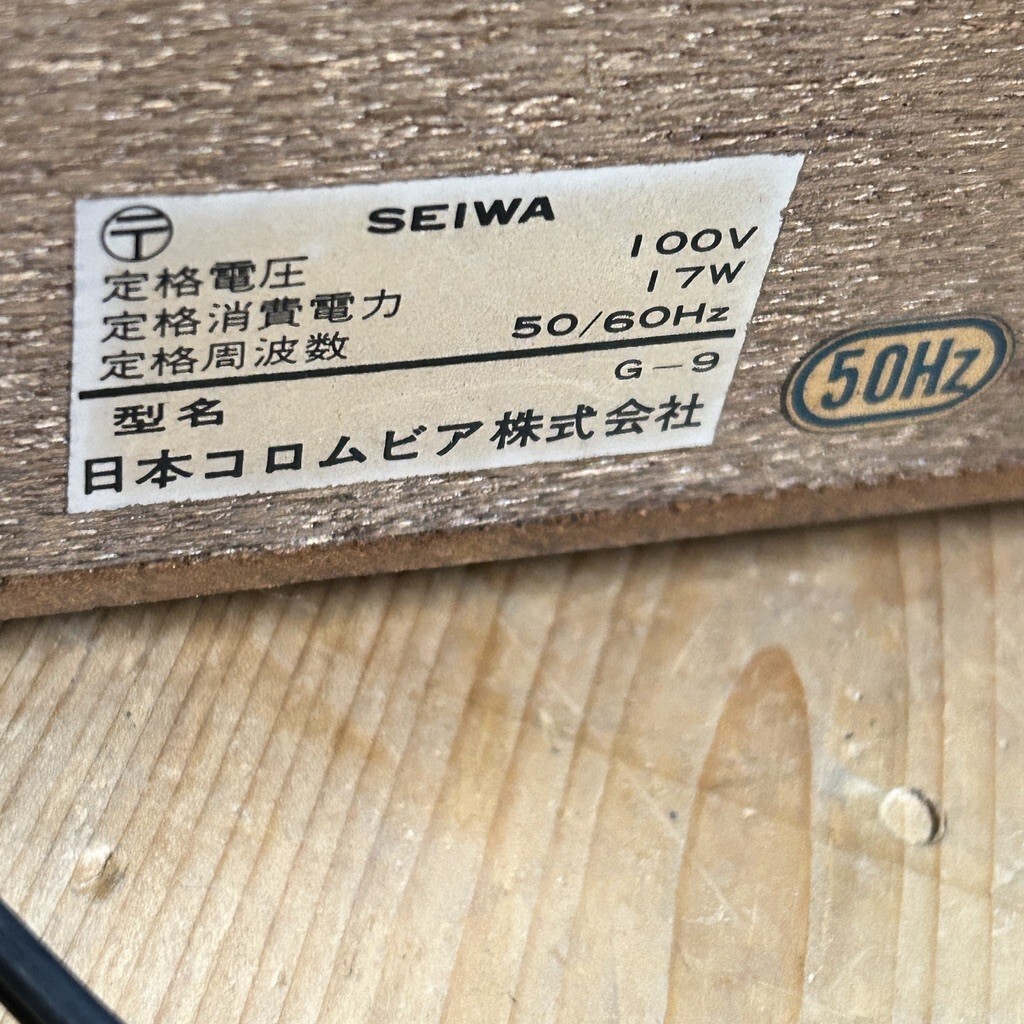 〒 SEIWA
定格電圧 100V
定格消費電力 17W
定格周波数 50/60Hz
型名 G-9
日本コロムビア株式会社
50Hz